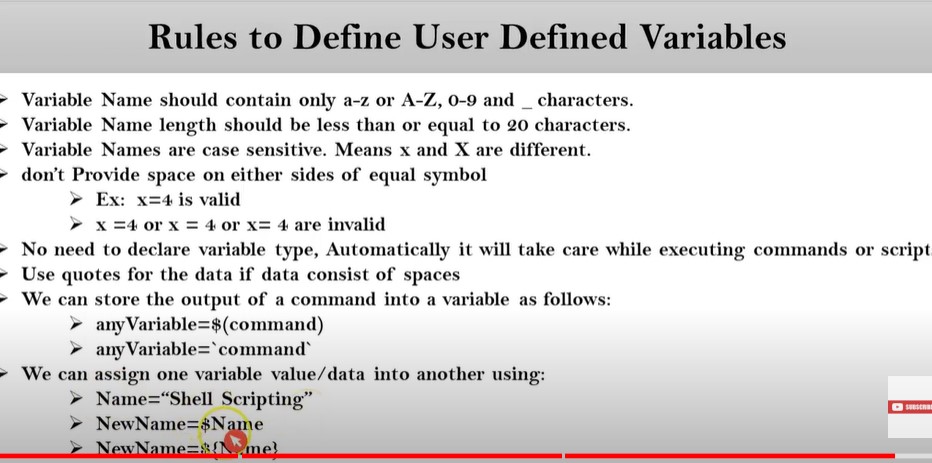 Rules to Define User Defined Variables
Variable Name should contain only a-z or A-Z, 0-9 and _ characters.
Variable Name length should be less than or equal to 20 characters.
Variable Names are case sensitive. Means x and X are different.
don't Provide space on either sides of equal symbol
Ex: x=4 is valid
x =4 or x = 4 or x= 4 are invalid
No need to declare variable type, Automatically it will take care while executing commands or script
Use quotes for the data if data consist of spaces
We can store the output of a command into a variable as follows:
anyVariable=$(command)
anyVariable=`command`
We can assign one variable value/data into another using:
Name=“Shell Scripting”
NewName=$Name
NewName=${Name}